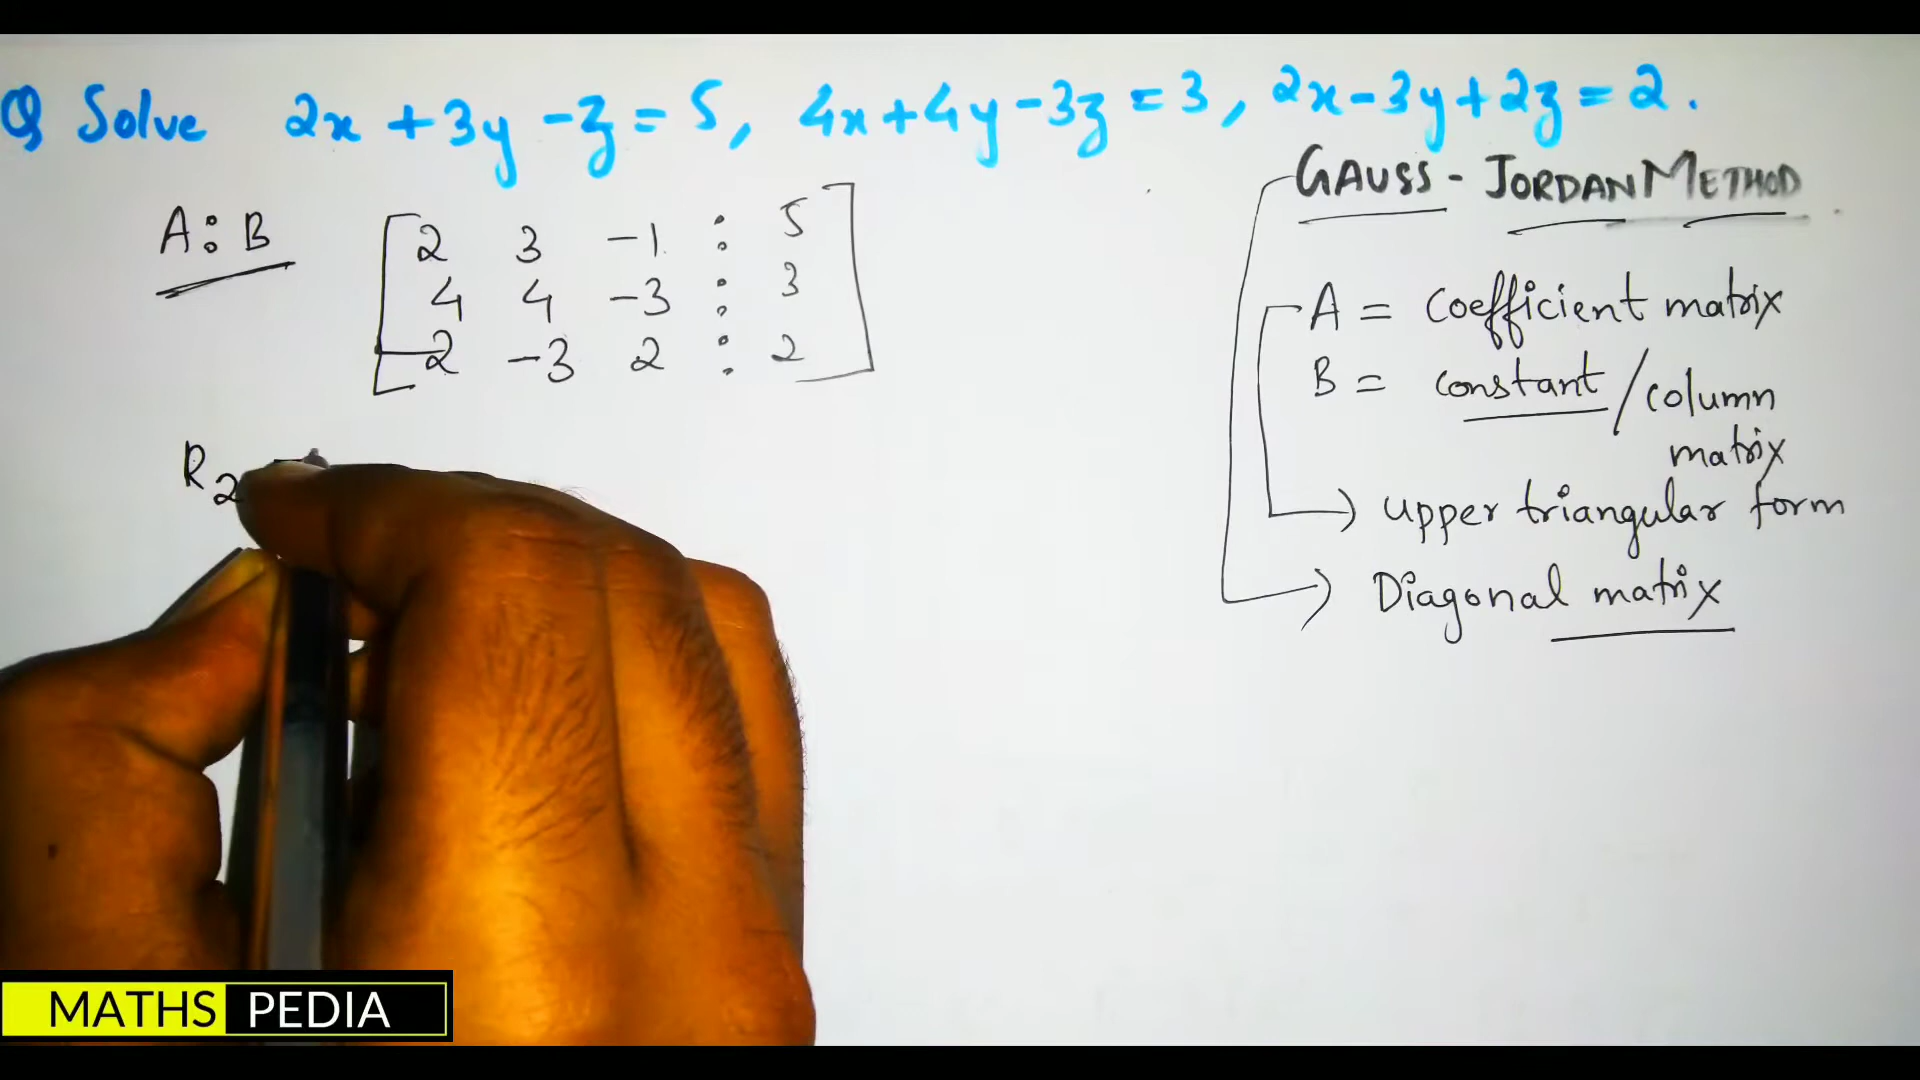 Q Solve 2x + 3y - z = 5, 4x + 4y - 3z = 3, 2x - 3y + 2z = 2.
GAUSS - JORDAN METHOD
A : B
2 3 -1 : 5
4 4 -3 : 3
2 -3 2 : 2
A = coefficient matrix
B = constant / column
matrix
upper triangular form
Diagonal matrix
R2
MATHS PEDIA